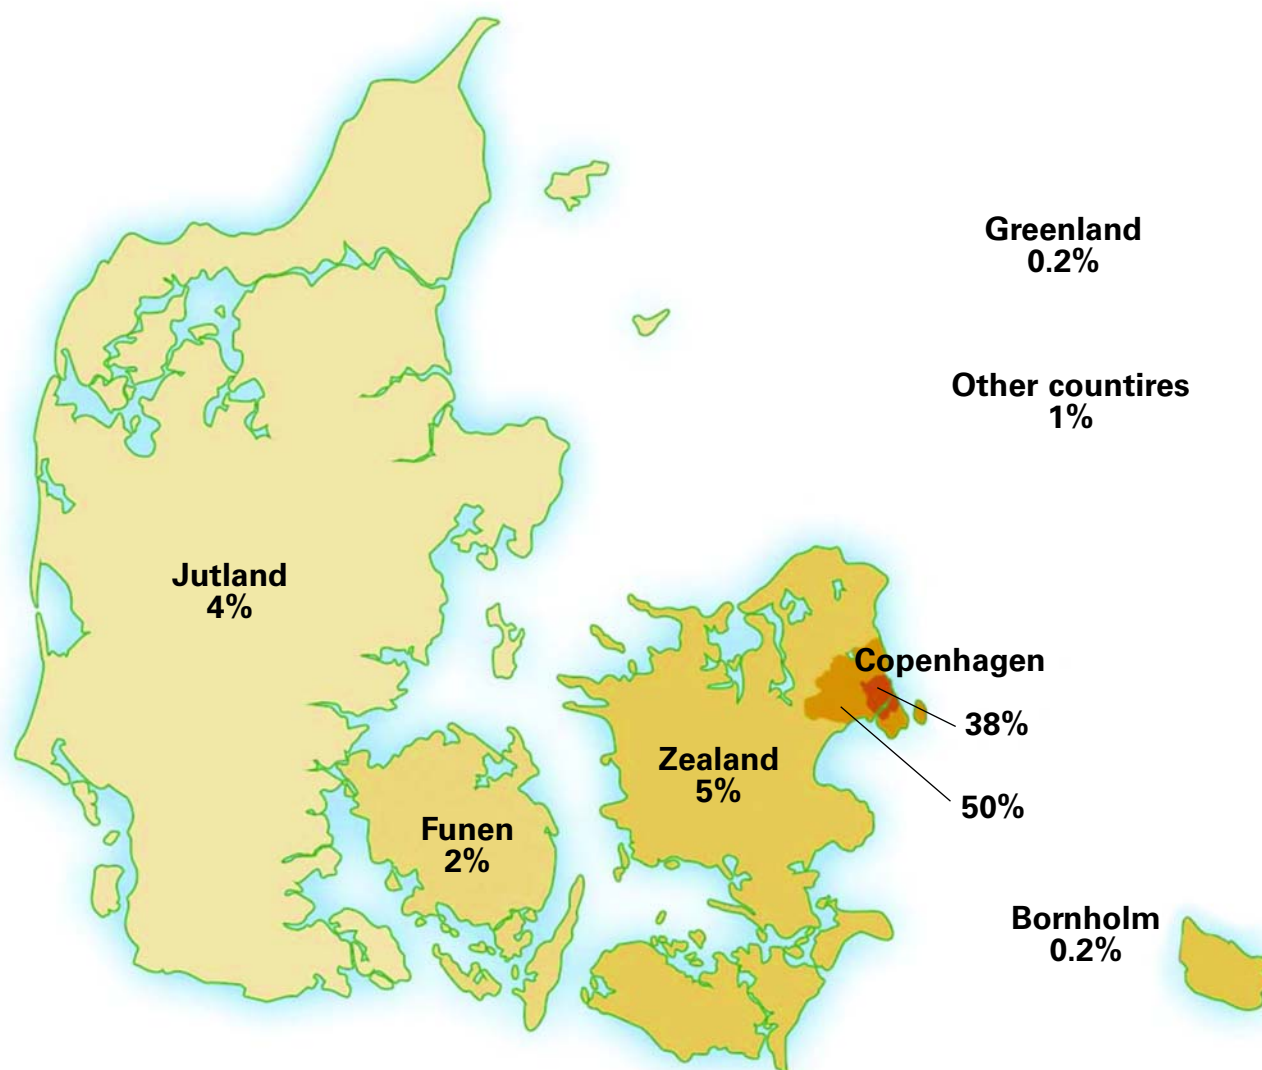 Greenland
0.2%
Other countires
1%
Jutland
4%
Copenhagen
38%
Zealand
5%
50%
Funen
2%
Bornholm
0.2%